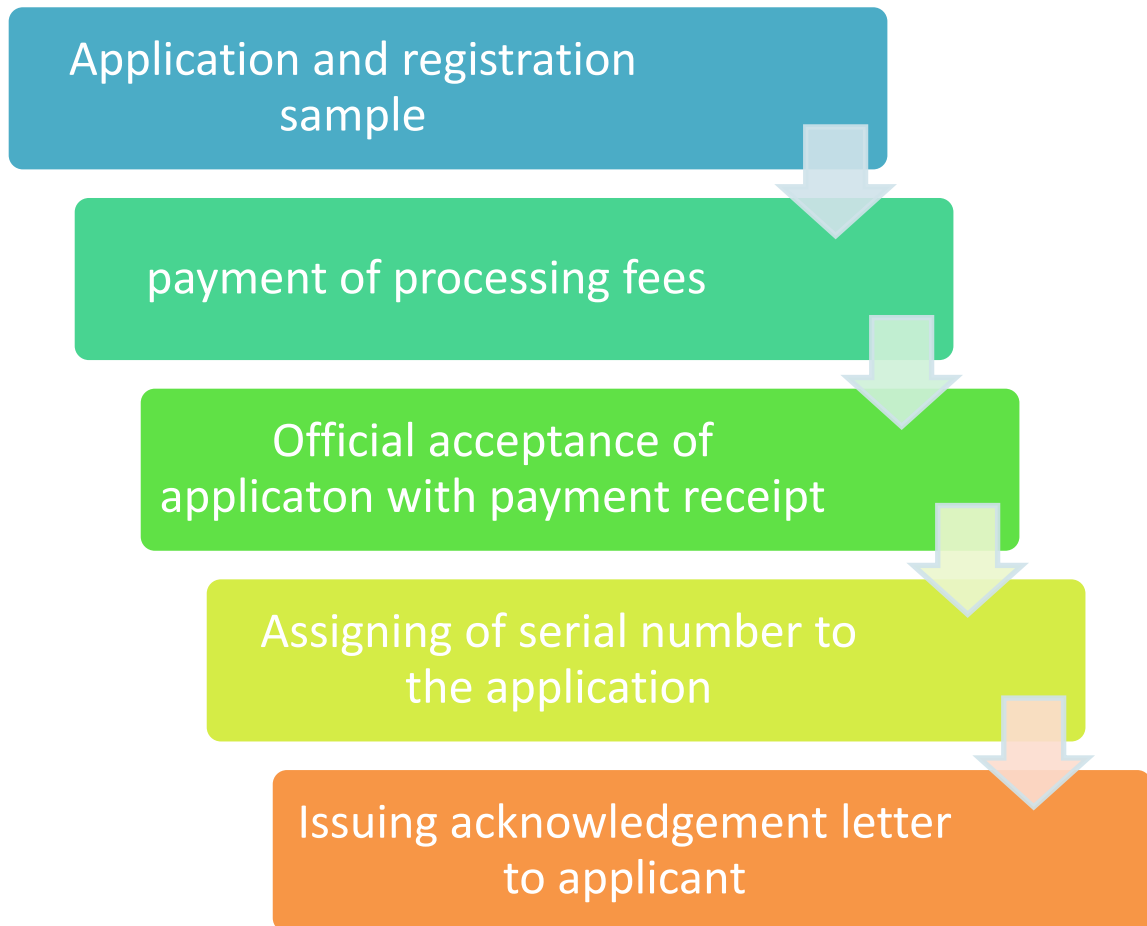 Application and registration
sample
payment of processing fees
Official acceptance of
applicaton with payment receipt
Assigning of serial number to
the application
Issuing acknowledgement letter
to applicant